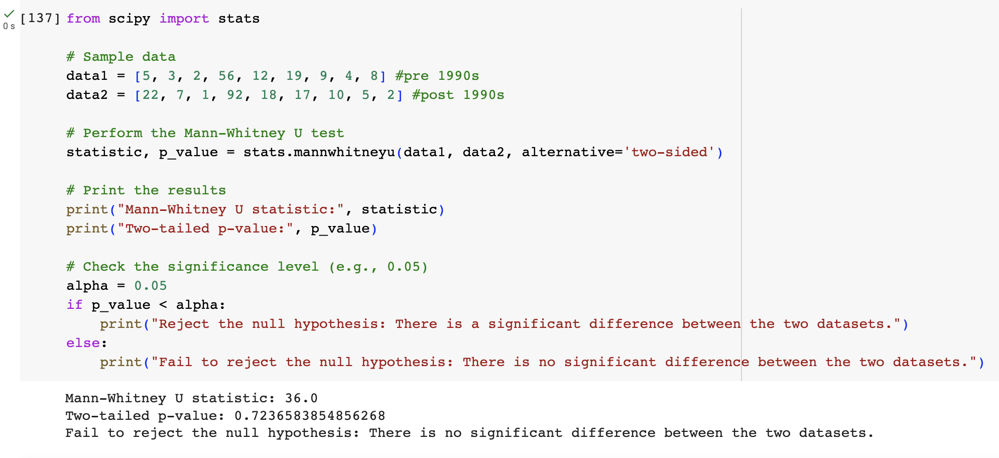 [137] from scipy import stats
0 s
# Sample data
data1 = [5, 3, 2, 56, 12, 19, 9, 4, 8] #pre 1990s
data2 = [22, 7, 1, 92, 18, 17, 10, 5, 2] #post 1990s
# Perform the Mann-Whitney U test
statistic, p_value = stats.mannwhitneyu(data1, data2, alternative='two-sided')
# Print the results
print("Mann-Whitney U statistic:", statistic)
print("Two-tailed p-value:", p_value)
# Check the significance level (e.g., 0.05)
alpha = 0.05
if p_value < alpha:
    print("Reject the null hypothesis: There is a significant difference between the two datasets.")
else:
    print("Fail to reject the null hypothesis: There is no significant difference between the two datasets.")
Mann-Whitney U statistic: 36.0
Two-tailed p-value: 0.7236583854856268
Fail to reject the null hypothesis: There is no significant difference between the two datasets.